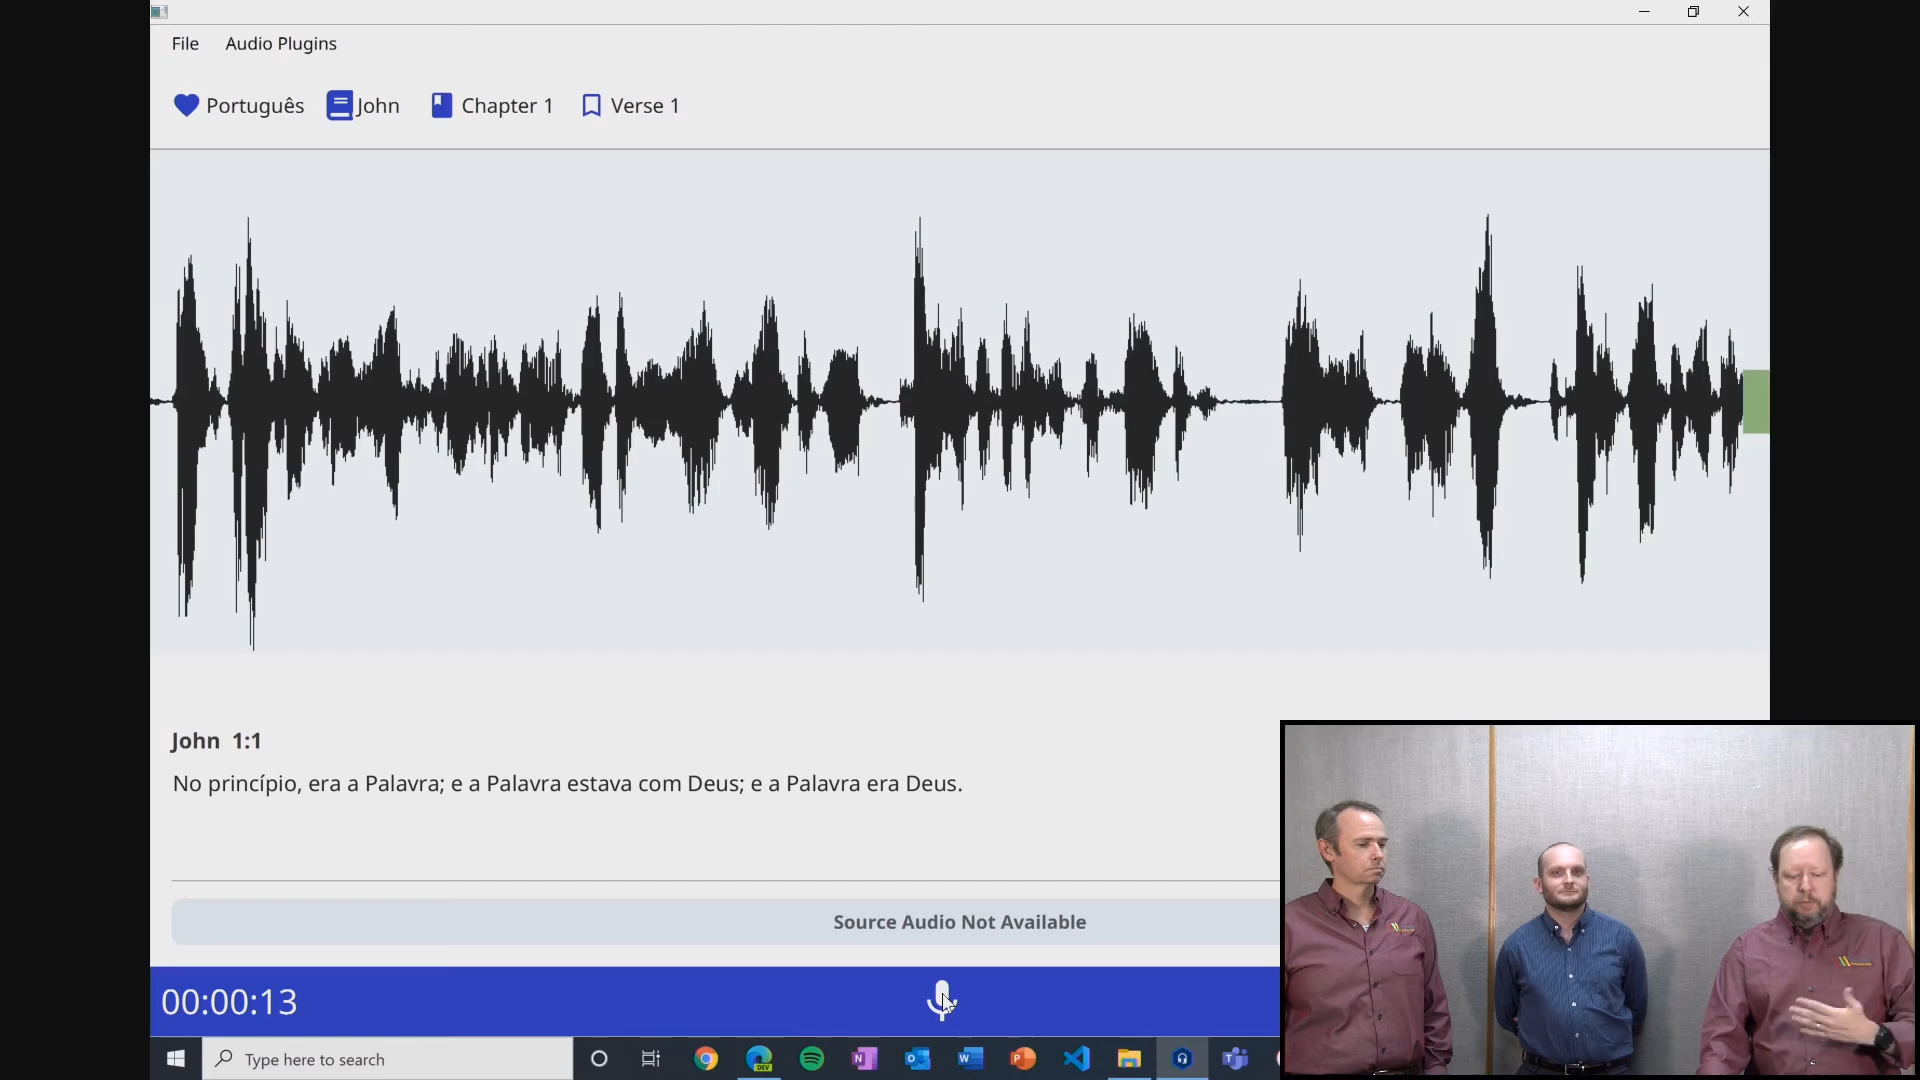 File Audio Plugins
Português John Chapter 1 Verse 1
John 1:1
No princípio, era a Palavra; e a Palavra estava com Deus; e a Palavra era Deus.
Source Audio Not Available
00:00:13
Type here to search